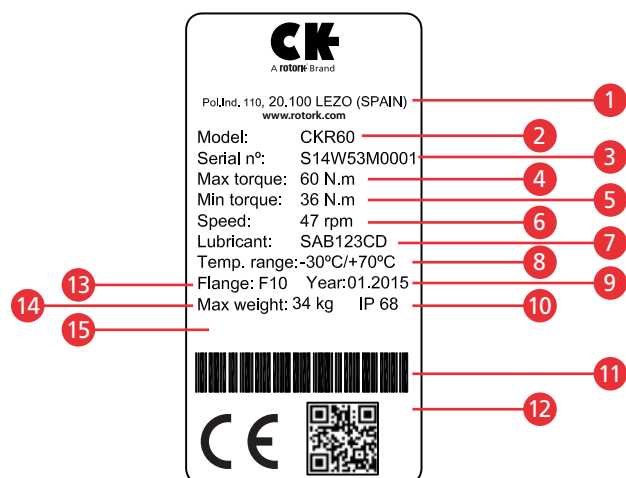 CK
A rotork Brand
Pol.Ind. 110, 20.100 LEZO (SPAIN) 1
www.rotork.com
Model: CKR60 2
Serial nº: S14W53M0001 3
Max torque: 60 N.m 4
Min torque: 36 N.m 5
Speed: 47 rpm 6
Lubricant: SAB123CD 7
Temp. range:-30ºC/+70ºC 8
13 Flange: F10 Year:01.2015 9
14 Max weight: 34 kg IP 68 10
15
11
12
CE